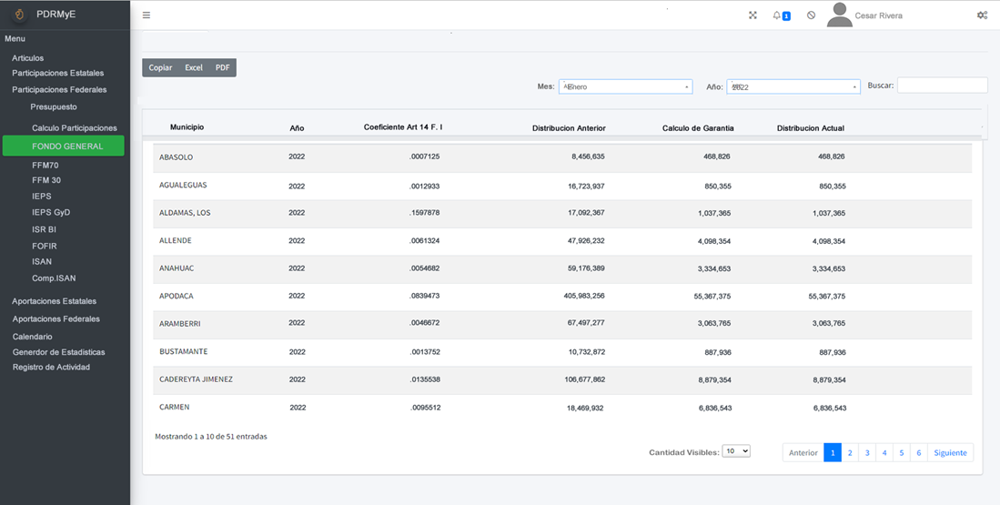 PDRMyE
1
Cesar Rivera
Menu
Articulos
Participaciones Estatales
Participaciones Federales
Presupuesto
Calculo Participaciones
FONDO GENERAL
FFM70
FFM 30
IEPS
IEPS GyD
ISR BI
FOFIR
ISAN
Comp.ISAN
Aportaciones Estatales
Aportaciones Federales
Calendario
Generdor de Estadisticas
Registro de Actividad
Copiar Excel PDF
Mes: Enero Año: 2022 Buscar:
Municipio Año Coeficiente Art 14 F. I Distribucion Anterior Calculo de Garantia Distribucion Actual
ABASOLO 2022 .0007125 8,456,635 468,826 468,826
AGUALEGUAS 2022 .0012933 16,723,937 850,355 850,355
ALDAMAS, LOS 2022 .1597878 17,092,367 1,037,365 1,037,365
ALLENDE 2022 .0061324 47,926,232 4,098,354 4,098,354
ANAHUAC 2022 .0054682 59,176,389 3,334,653 3,334,653
APODACA 2022 .0839473 405,983,256 55,367,375 55,367,375
ARAMBERRI 2022 .0046672 67,497,277 3,063,765 3,063,765
BUSTAMANTE 2022 .0013752 10,732,872 887,936 887,936
CADEREYTA JIMENEZ 2022 .0135538 106,677,862 8,879,354 8,879,354
CARMEN 2022 .0095512 18,469,932 6,836,543 6,836,543
Mostrando 1 a 10 de 51 entradas
Cantidad Visibles: 10 Anterior 1 2 3 4 5 6 Siguiente